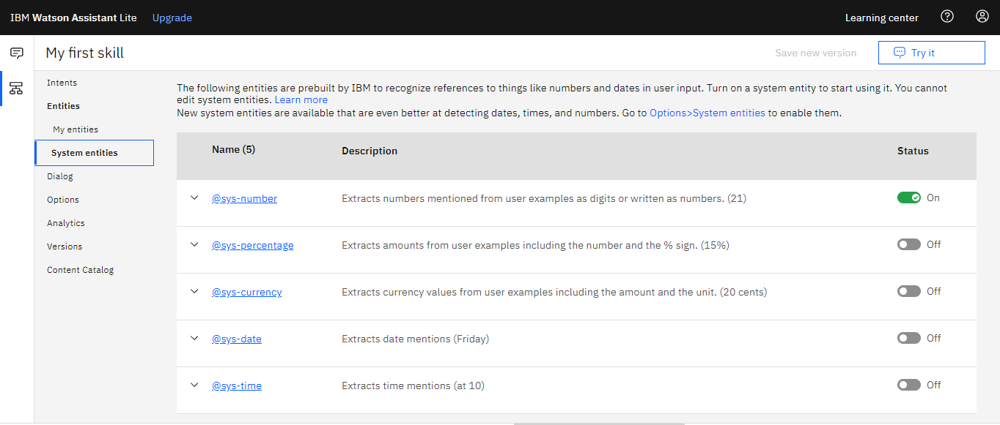 IBM Watson Assistant Lite Upgrade Learning center
My first skill Save new version Try it
Intents
Entities
My entities
System entities
Dialog
Options
Analytics
Versions
Content Catalog
The following entities are prebuilt by IBM to recognize references to things like numbers and dates in user input. Turn on a system entity to start using it. You cannot
edit system entities. Learn more
New system entities are available that are even better at detecting dates, times, and numbers. Go to Options>System entities to enable them.
Name (5) Description Status
@sys-number Extracts numbers mentioned from user examples as digits or written as numbers. (21) On
@sys-percentage Extracts amounts from user examples including the number and the % sign. (15%) Off
@sys-currency Extracts currency values from user examples including the amount and the unit. (20 cents) Off
@sys-date Extracts date mentions (Friday) Off
@sys-time Extracts time mentions (at 10) Off